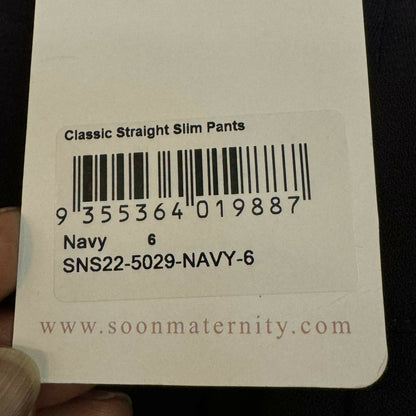 Classic Straight Slim Pants
9 355364 019887
Navy 6
SNS22-5029-NAVY-6
www.soonmaternity.com